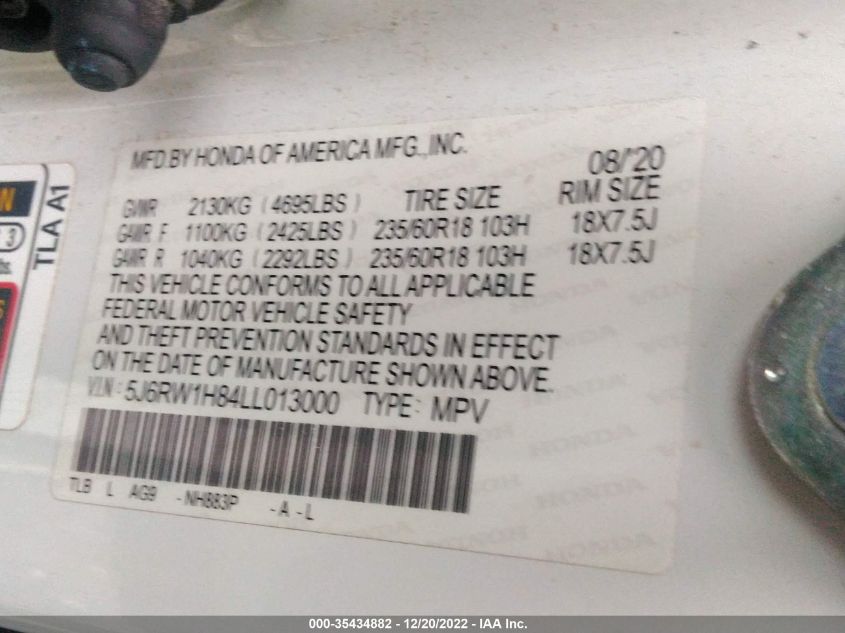 MFD.BY HONDA OF AMERICA MFG.,INC.
08/'20
GVWR 2130KG (4695LBS) TIRE SIZE RIM SIZE
GAWR F 1100KG (2425LBS) 235/60R18 103H 18X7.5J
GAWR R 1040KG (2292LBS) 235/60R18 103H 18X7.5J
THIS VEHICLE CONFORMS TO ALL APPLICABLE
FEDERAL MOTOR VEHICLE SAFETY
AND THEFT PREVENTION STANDARDS IN EFFECT
ON THE DATE OF MANUFACTURE SHOWN ABOVE.
V.I.N: 5J6RW1H84LL013000 TYPE: MPV
TLB L AG9 -NH883P -A-L
TLA A1
HONDA
000-35434882 - 12/20/2022 - IAA Inc.